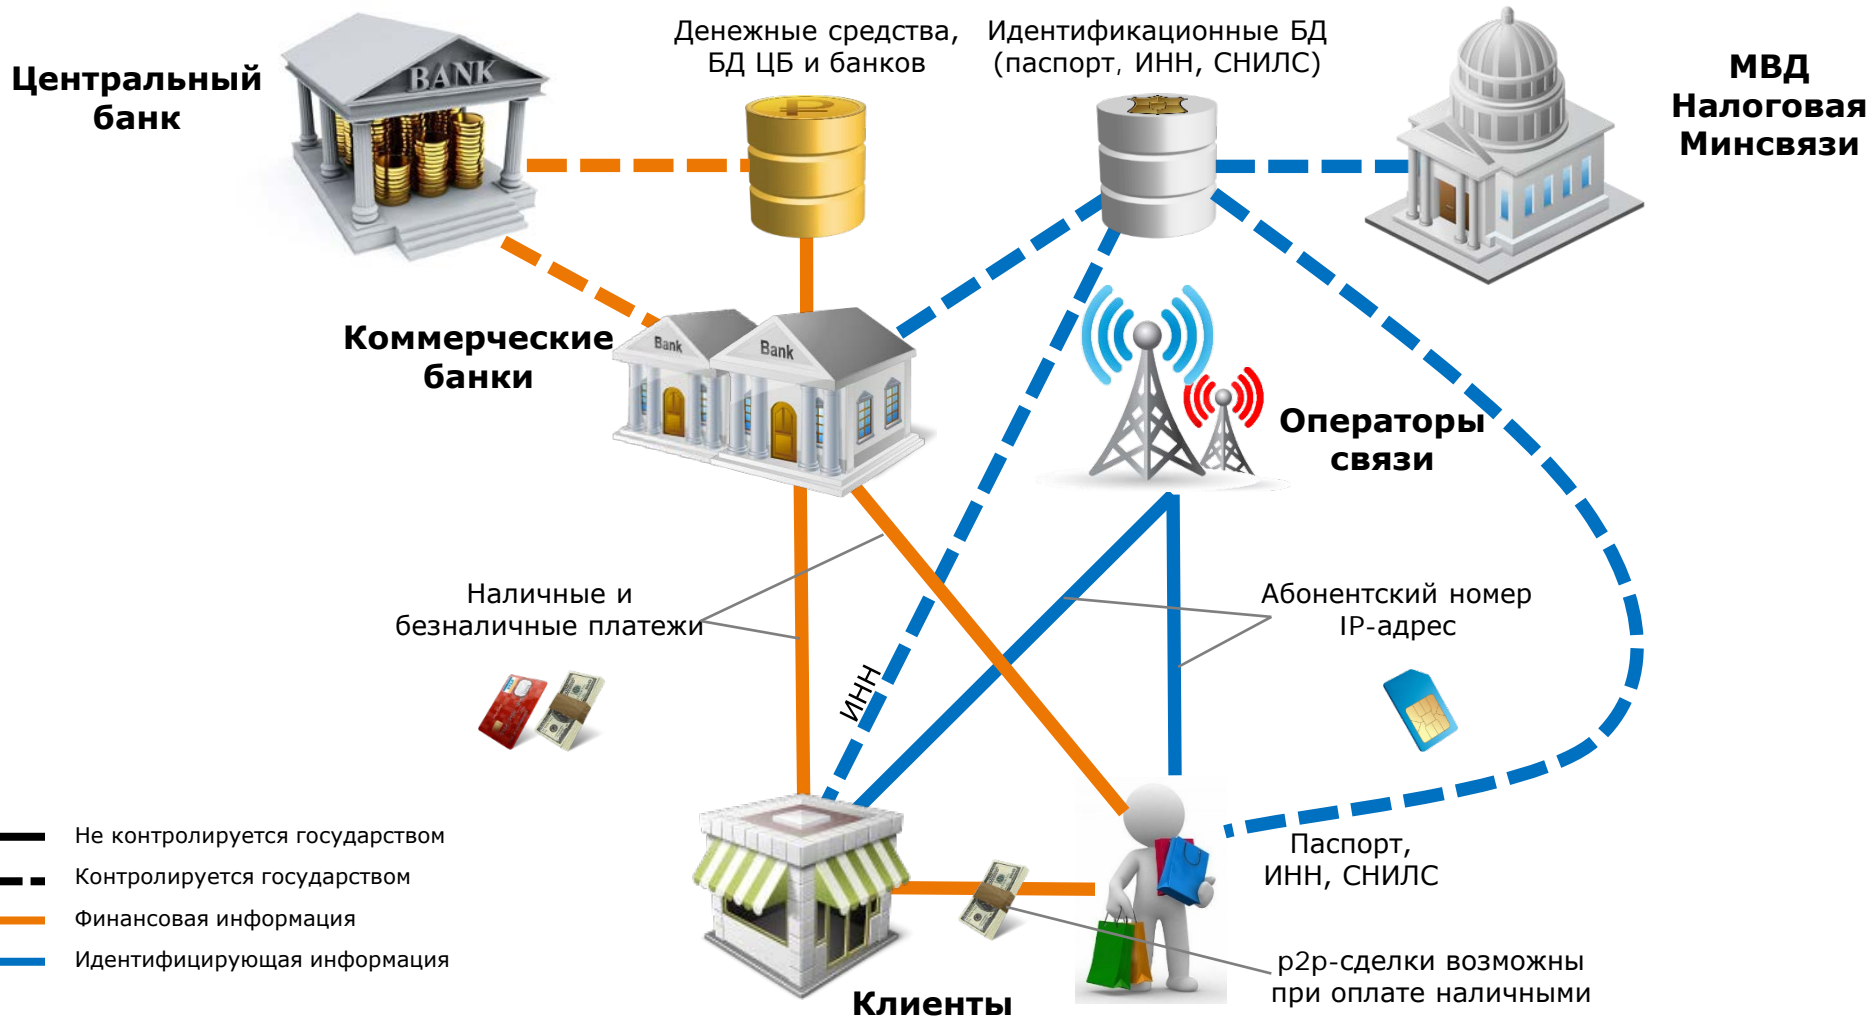 Центральный
банк
BANK
Денежные средства,
БД ЦБ и банков
Идентификационные БД
(паспорт, ИНН, СНИЛС)
МВД
Налоговая
Минсвязи
Коммерческие
банки
Bank
Bank
Операторы
связи
Наличные и
безналичные платежи
Абонентский номер
IP-адрес
ИНН
Не контролируется государством
Контролируется государством
Финансовая информация
Идентифицирующая информация
Паспорт,
ИНН, СНИЛС
p2p-сделки возможны
при оплате наличными
Клиенты